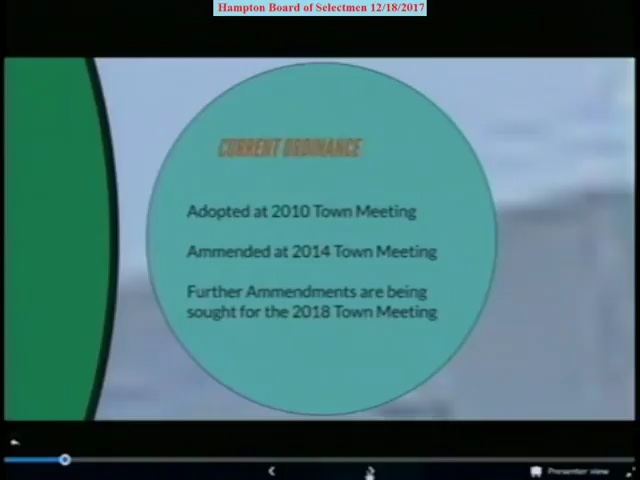 Hampton Board of Selectmen 12/18/2017
CURRENT ORDINANCE
Adopted at 2010 Town Meeting
Ammended at 2014 Town Meeting
Further Ammendments are being
sought for the 2018 Town Meeting
Presenter view